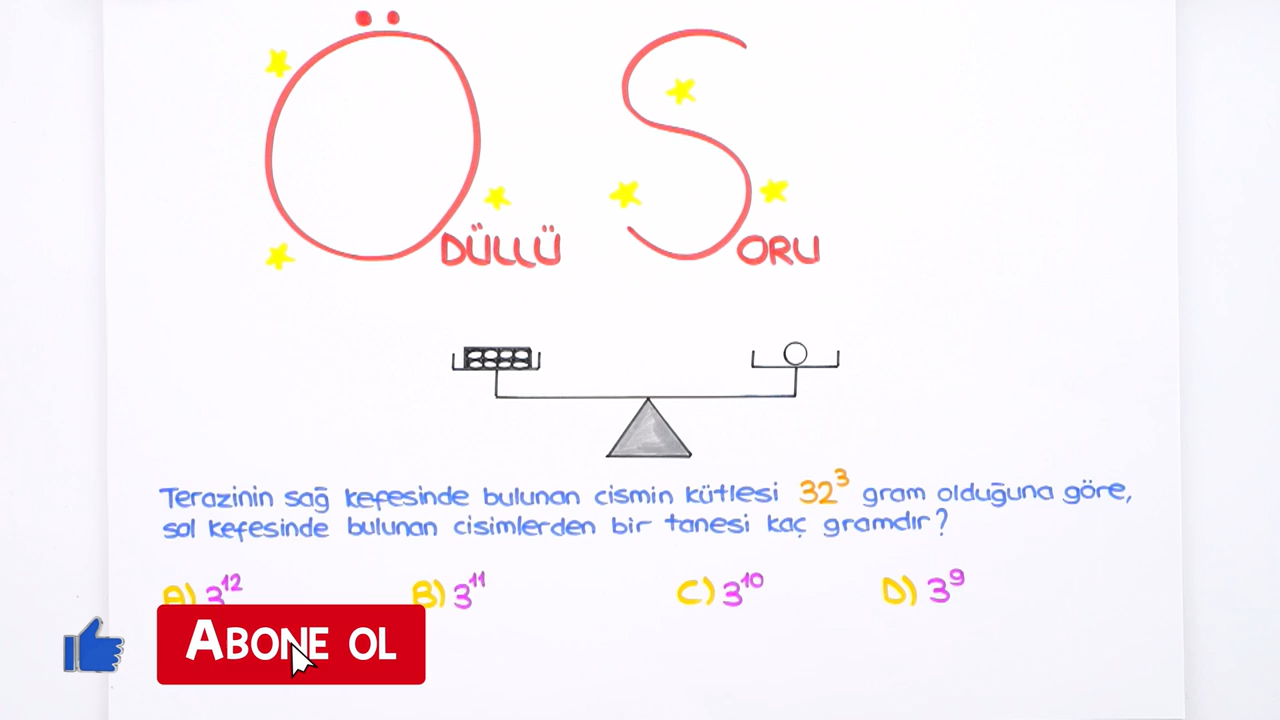 ÖDÜLLÜ SORU
Terazinin sağ kefesinde bulunan cismin kütlesi 32³ gram olduğuna göre,
sol kefesinde bulunan cisimlerden bir tanesi kaç gramdır?
A) 3¹² B) 3¹¹ C) 3¹⁰ D) 3⁹
ABONE OL